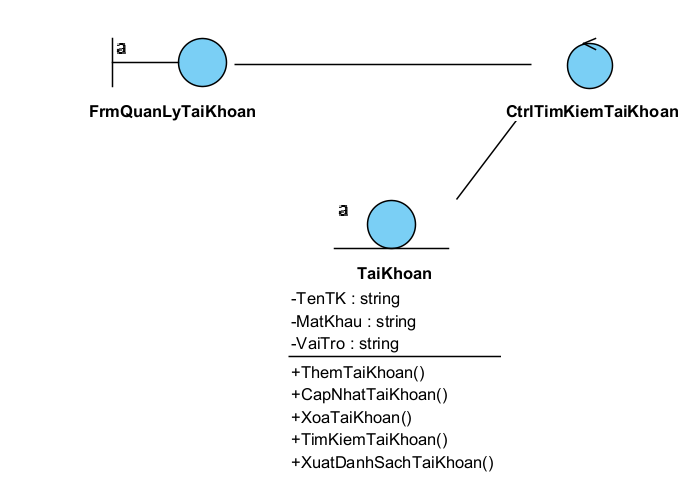 a
FrmQuanLyTaiKhoan
CtrlTimKiemTaiKhoan
a
TaiKhoan
-TenTK : string
-MatKhau : string
-VaiTro : string
+ThemTaiKhoan()
+CapNhatTaiKhoan()
+XoaTaiKhoan()
+TimKiemTaiKhoan()
+XuatDanhSachTaiKhoan()